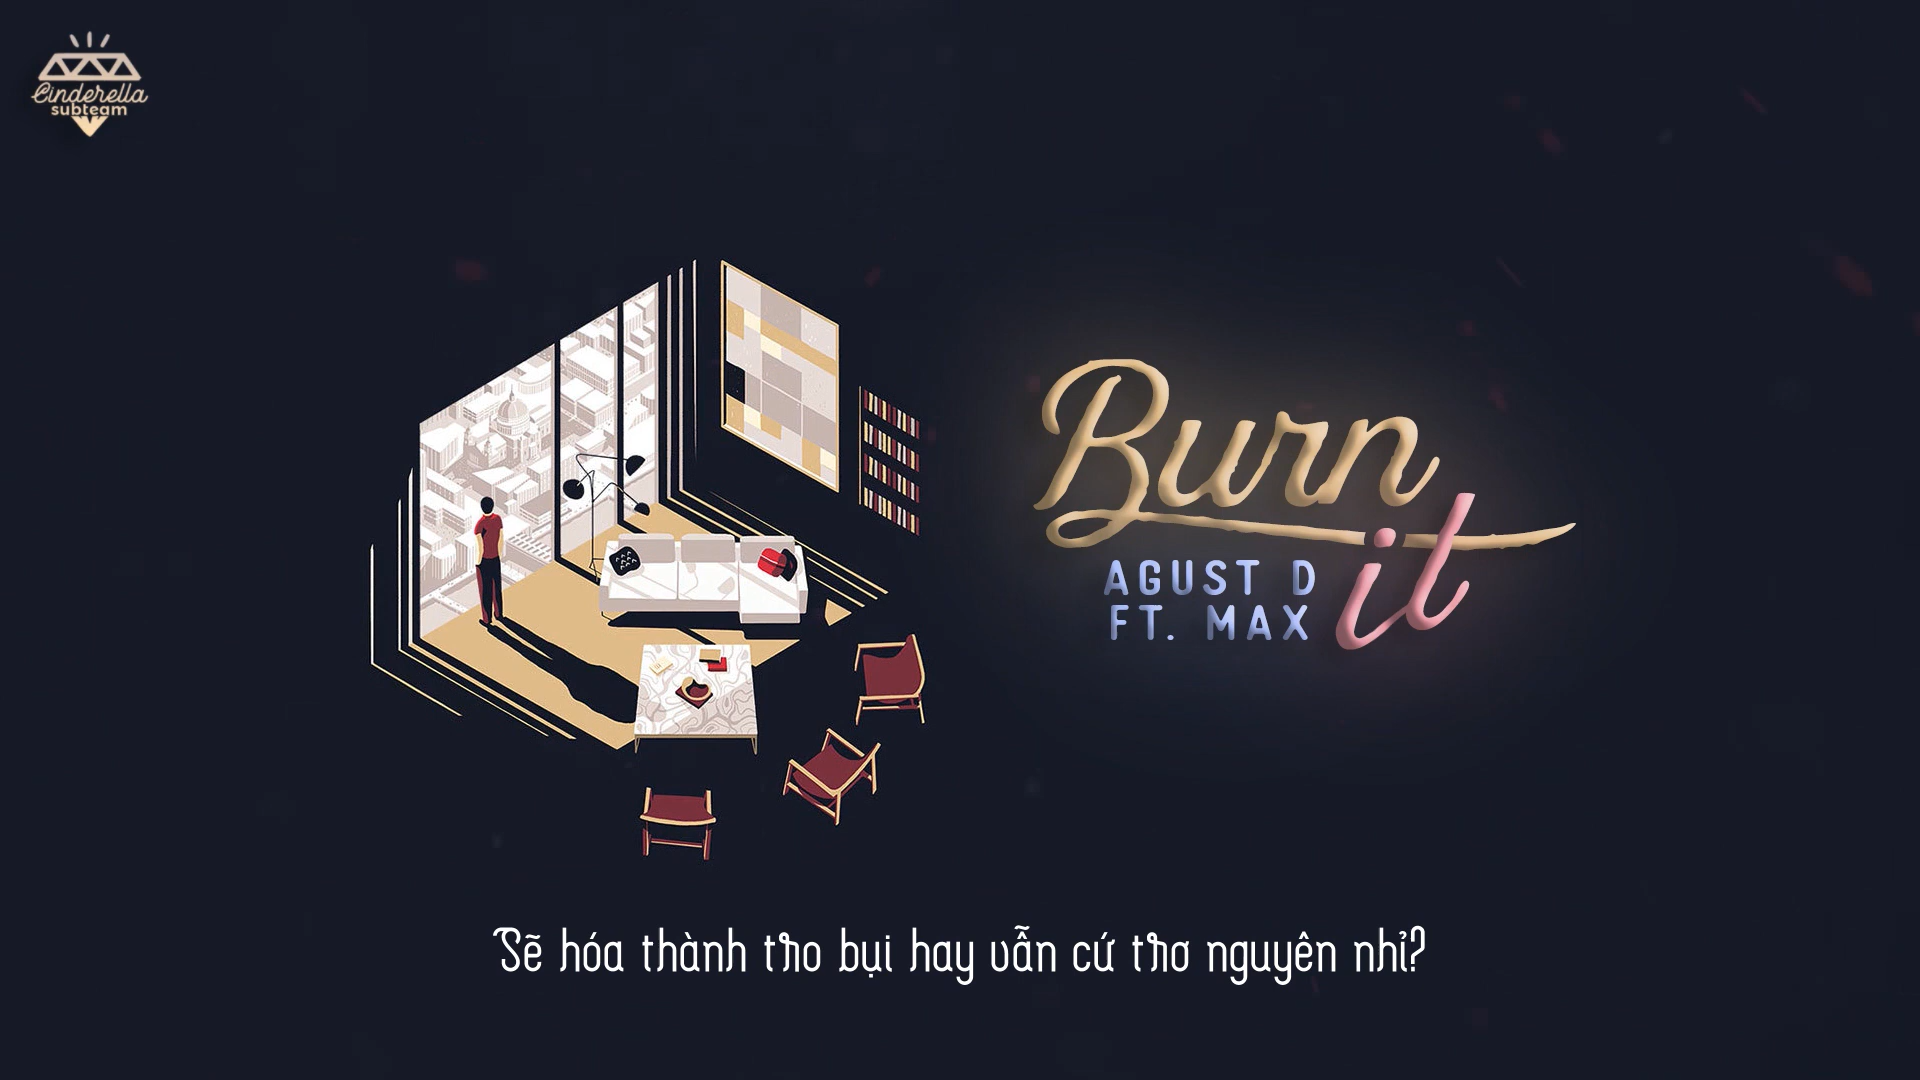 Cinderella
subteam
Burn
it
AGUST D
FT. MAX
Sẽ hóa thành tro bụi hay vẫn cứ trơ nguyên nhỉ?